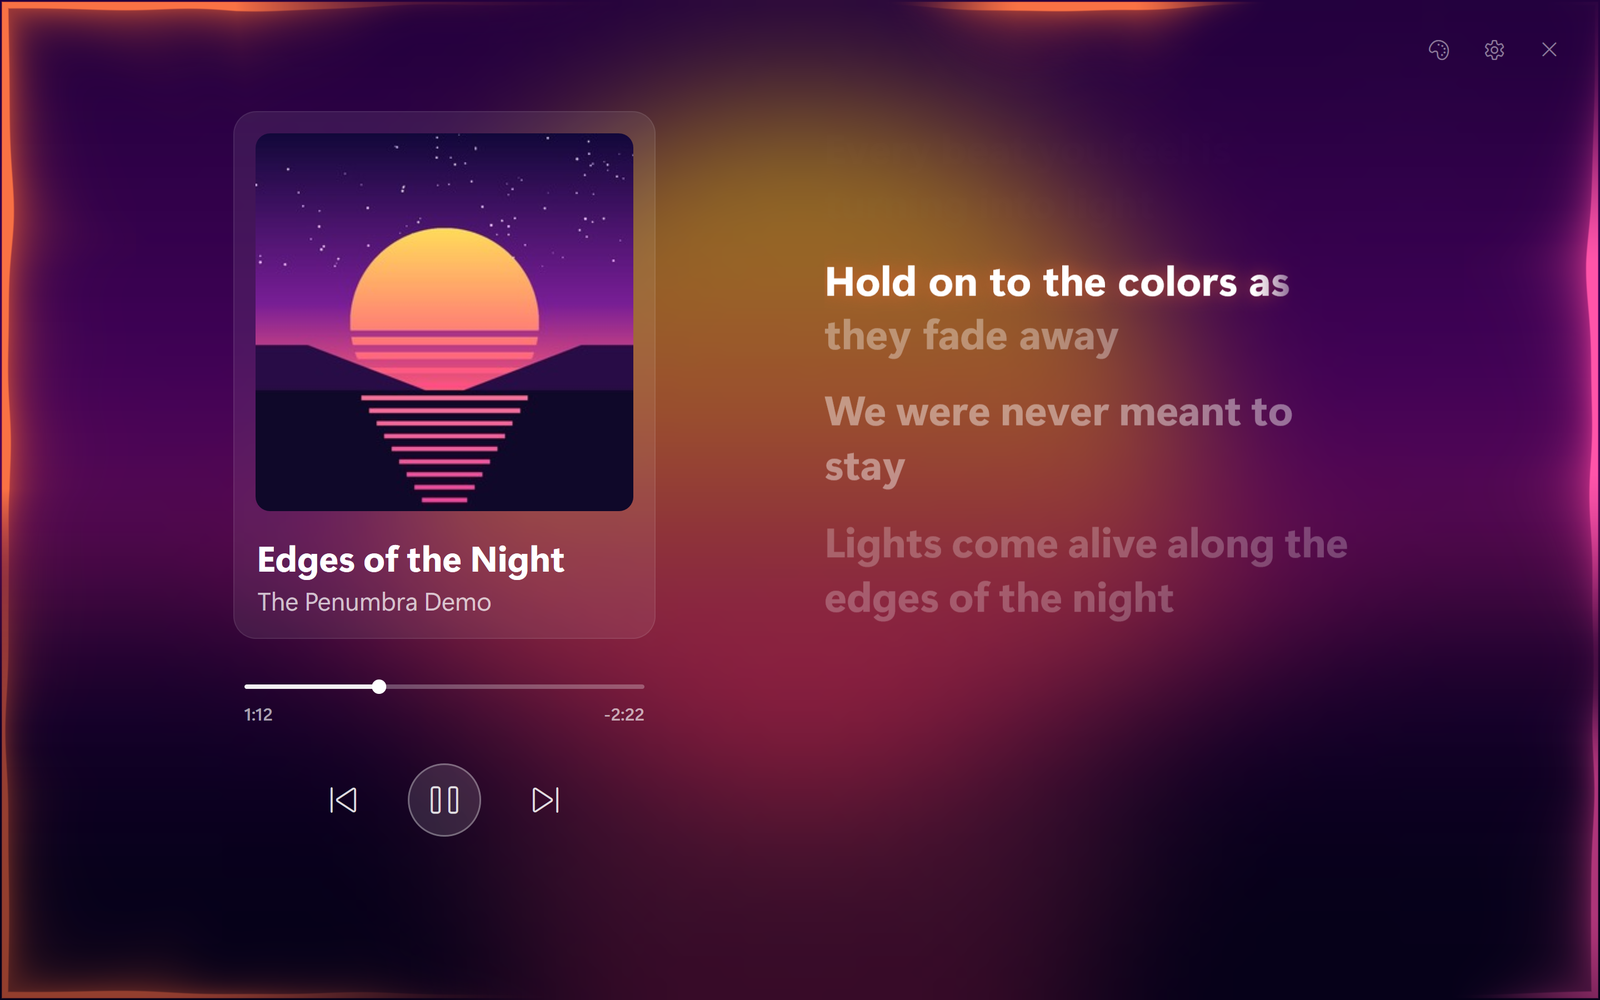 Edges of the Night
The Penumbra Demo
1:12
-2:22
Hold on to the colors as
they fade away
We were never meant to
stay
Lights come alive along the
edges of the night